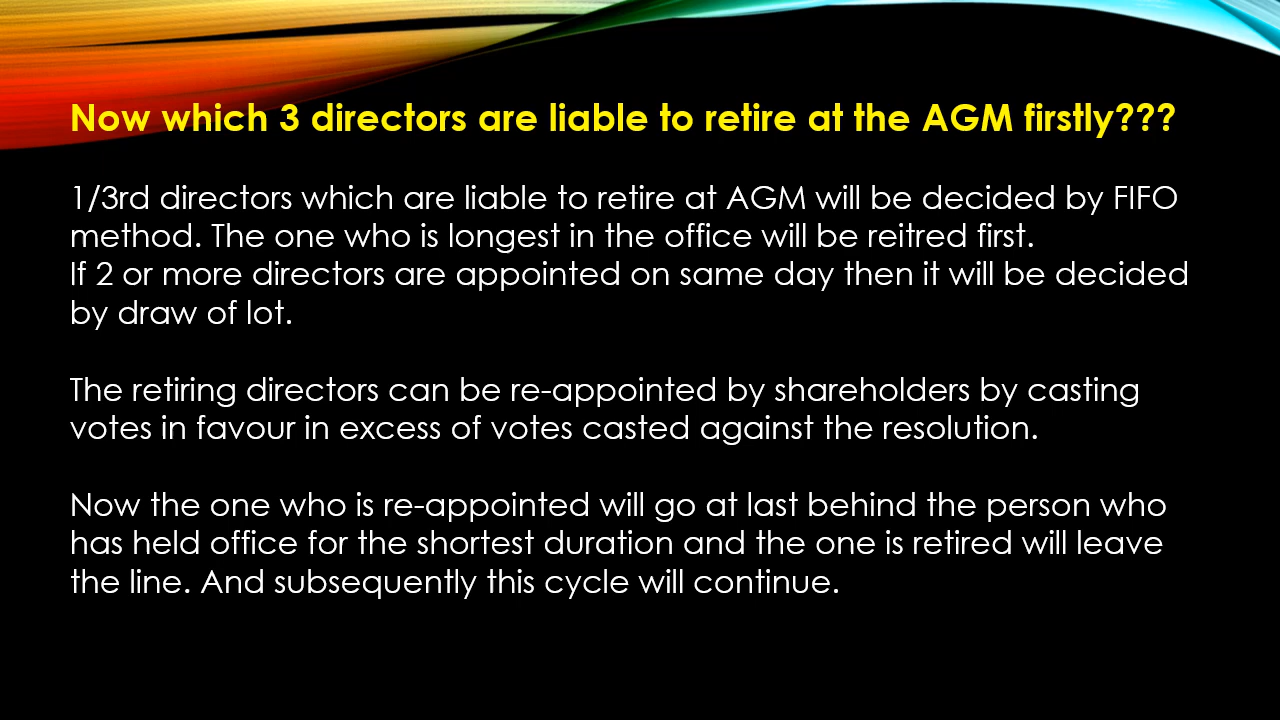 Now which 3 directors are liable to retire at the AGM firstly???
1/3rd directors which are liable to retire at AGM will be decided by FIFO
method. The one who is longest in the office will be reitred first.
If 2 or more directors are appointed on same day then it will be decided
by draw of lot.
The retiring directors can be re-appointed by shareholders by casting
votes in favour in excess of votes casted against the resolution.
Now the one who is re-appointed will go at last behind the person who
has held office for the shortest duration and the one is retired will leave
the line. And subsequently this cycle will continue.